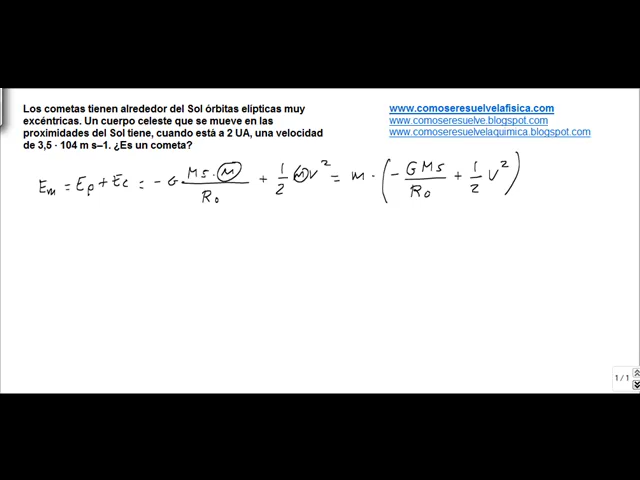 Los cometas tienen alrededor del Sol órbitas elípticas muy
excéntricas. Un cuerpo celeste que se mueve en las
proximidades del Sol tiene, cuando está a 2 UA, una velocidad
de 3,5 · 104 m s–1. ¿Es un cometa?
www.comoseresuelvelafisica.com
www.comoseresuelve.blogspot.com
www.comoseresuelvelaquimica.blogspot.com
Em = Ep + Ec = - G Ms · M / Ro + 1/2 m v² = m · ( - G Ms / Ro + 1/2 v² )
1 / 1